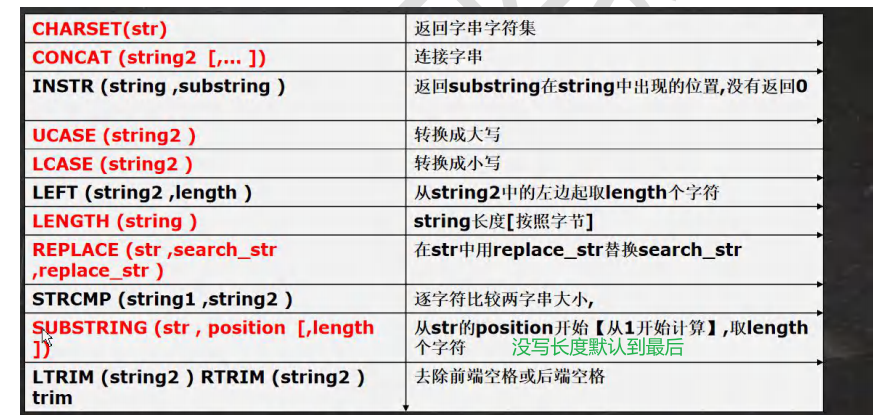 CHARSET(str) 返回字串字符集
CONCAT (string2 [,... ]) 连接字串
INSTR (string ,substring ) 返回substring在string中出现的位置,没有返回0
UCASE (string2 ) 转换成大写
LCASE (string2 ) 转换成小写
LEFT (string2 ,length ) 从string2中的左边起取length个字符
LENGTH (string ) string长度[按照字节]
REPLACE (str ,search_str 在str中用replace_str替换search_str
,replace_str )
STRCMP (string1 ,string2 ) 逐字符比较两字串大小,
SUBSTRING (str , position [,length 从str的position开始【从1开始计算】,取length
]) 个字符 没写长度默认到最后
LTRIM (string2 ) RTRIM (string2 ) 去除前端空格或后端空格
trim